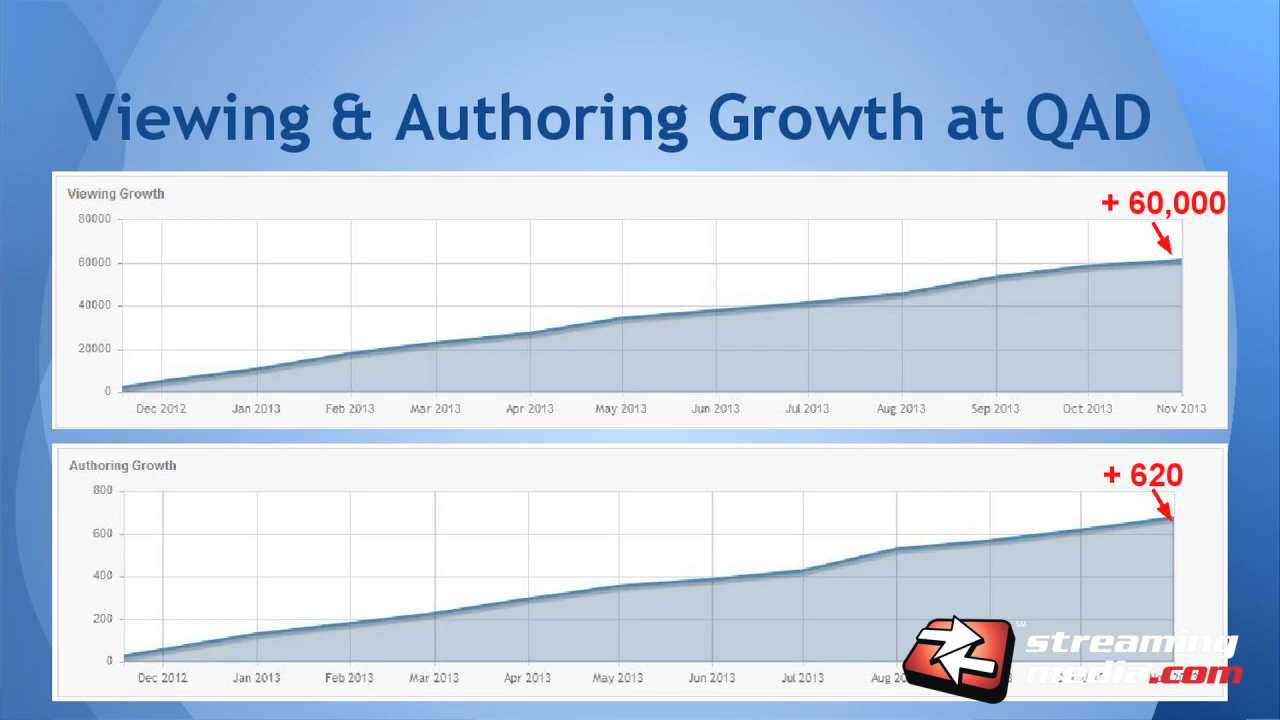 Viewing & Authoring Growth at QAD
Viewing Growth
+ 60,000
80000
60000
40000
20000
0
Dec 2012 Jan 2013 Feb 2013 Mar 2013 Apr 2013 May 2013 Jun 2013 Jul 2013 Aug 2013 Sep 2013 Oct 2013 Nov 2013
Authoring Growth
+ 620
800
600
400
200
0
Dec 2012 Jan 2013 Feb 2013 Mar 2013 Apr 2013 May 2013 Jun 2013 Jul 2013 Aug
streaming SM
media.com